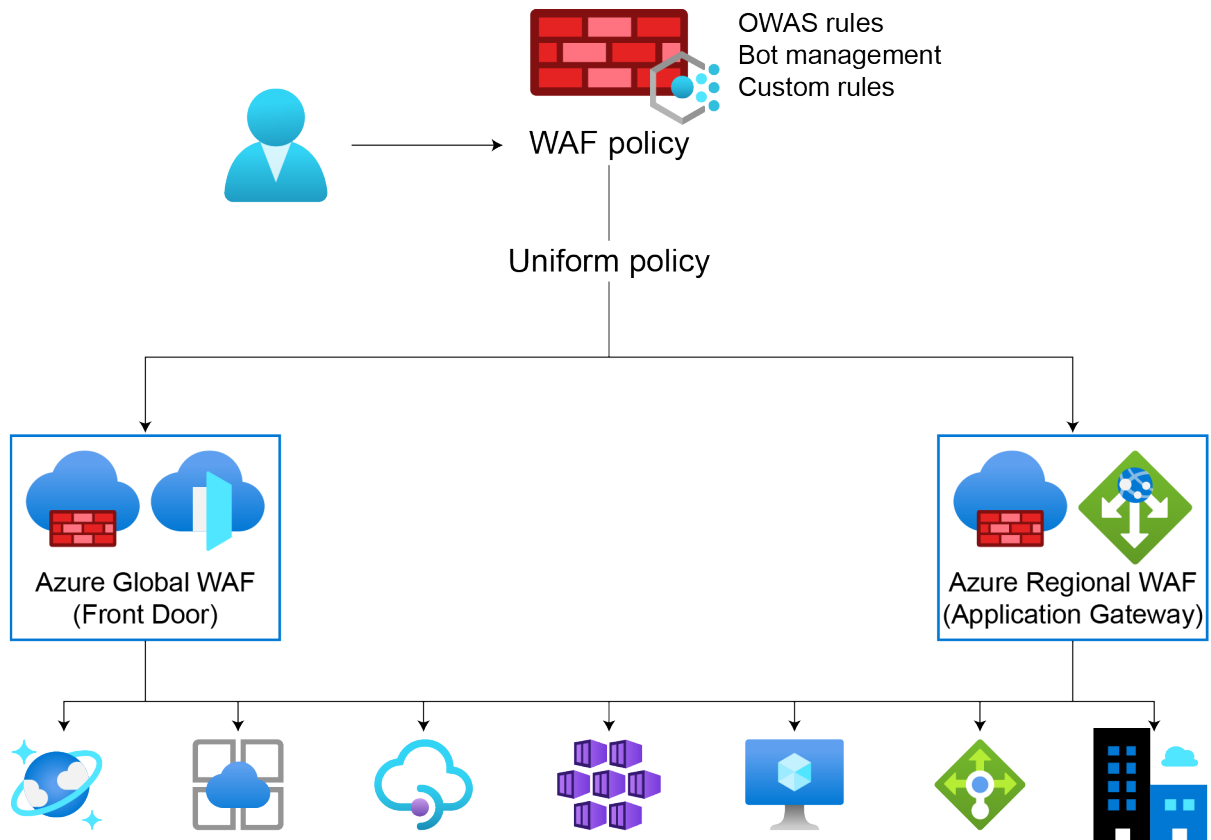 OWAS rules
Bot management
Custom rules
WAF policy
Uniform policy
Azure Global WAF
(Front Door)
Azure Regional WAF
(Application Gateway)